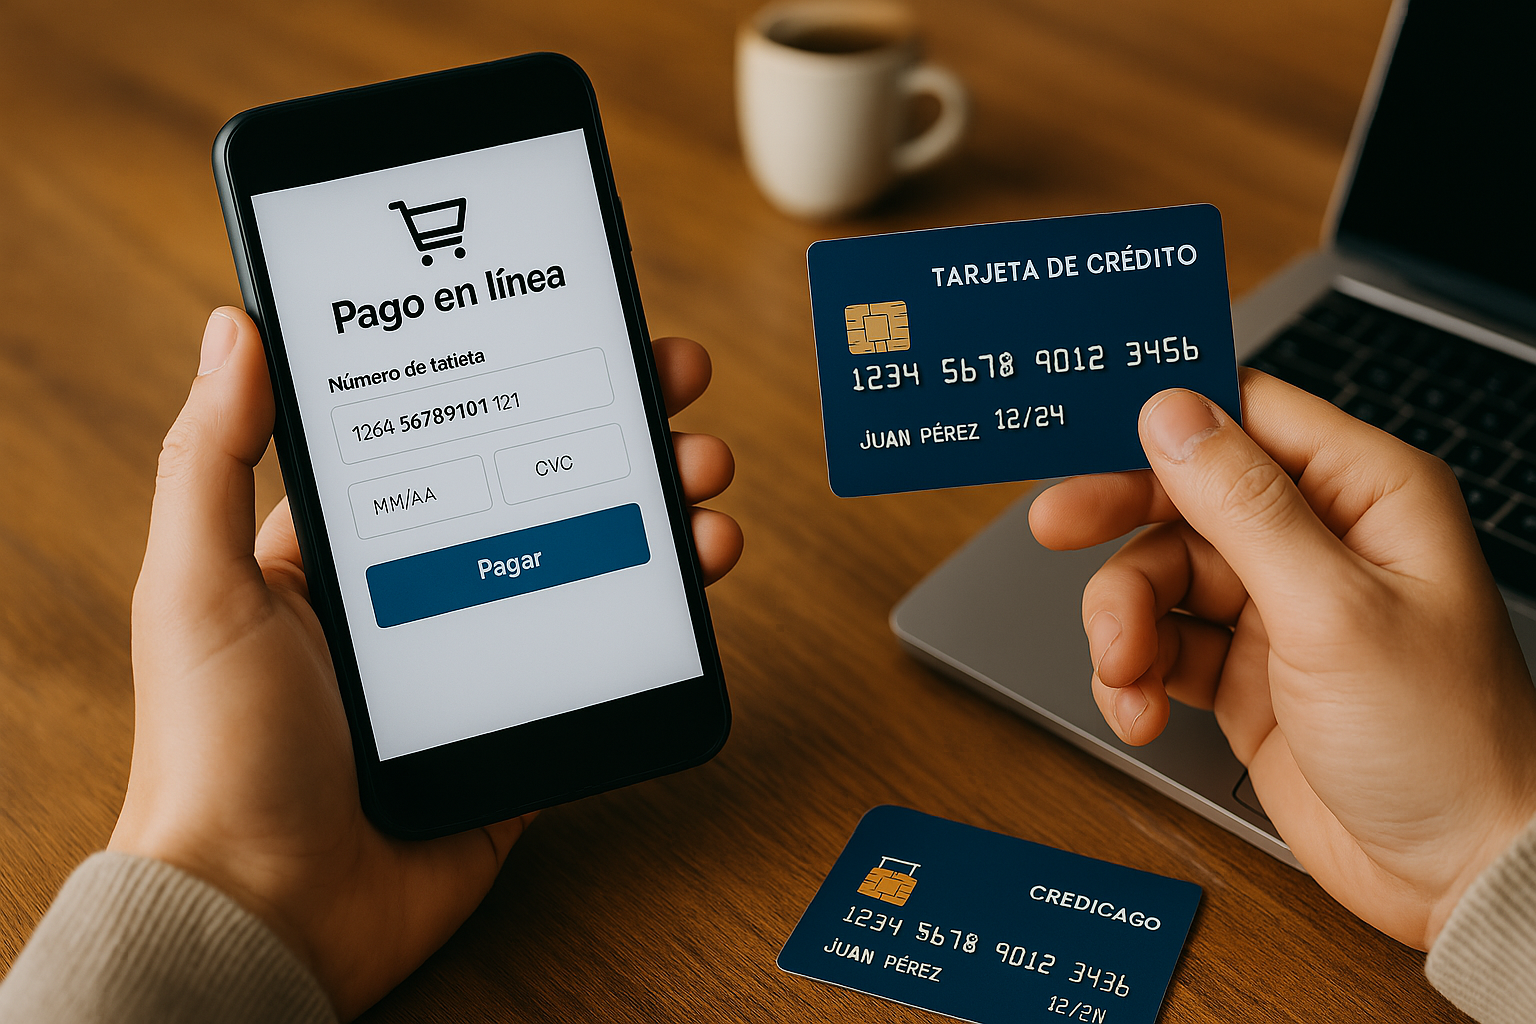 Pago en línea
Número de tatieta
1264 56789101 121
MM/AA
CVC
Pagar
TARJETA DE CRÉDITO
1234 5678 9012 3456
JUAN PÉREZ 12/24
CREDICAGO
1234 5678 9012 3436
JUAN PÉREZ
12/2N